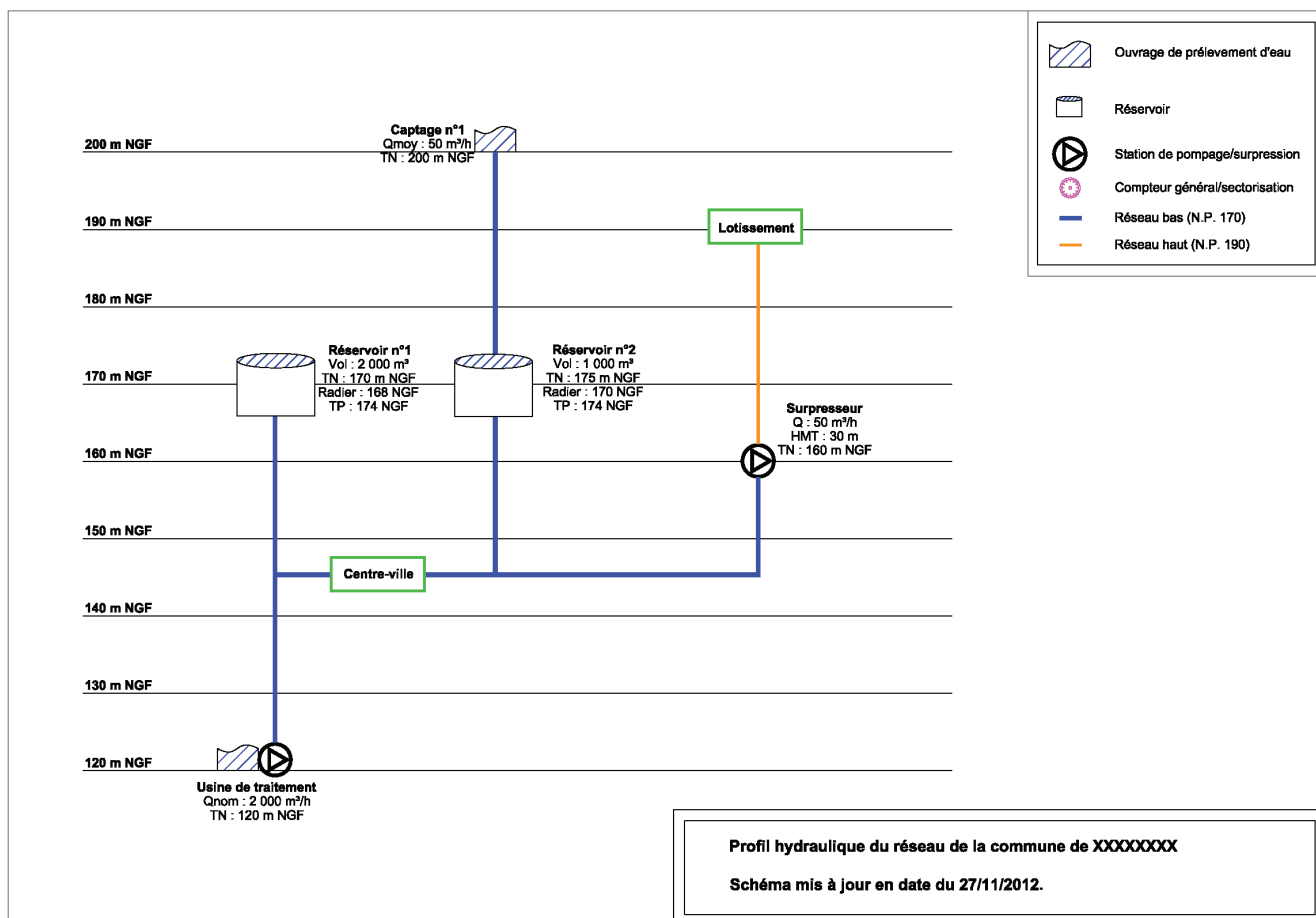 Ouvrage de prélevement d'eau
Réservoir
Station de pompage/surpression
Compteur général/sectorisation
Réseau bas (N.P. 170)
Réseau haut (N.P. 190)
200 m NGF
190 m NGF
180 m NGF
170 m NGF
160 m NGF
150 m NGF
140 m NGF
130 m NGF
120 m NGF
Captage n°1
Qmoy : 50 m³/h
TN : 200 m NGF
Lotissement
Réservoir n°1
Vol : 2 000 m³
TN : 170 m NGF
Radier : 168 NGF
TP : 174 NGF
Réservoir n°2
Vol : 1 000 m³
TN : 175 m NGF
Radier : 170 NGF
TP : 174 NGF
Surpresseur
Q : 50 m³/h
HMT : 30 m
TN : 160 m NGF
Centre-ville
Usine de traitement
Qnom : 2 000 m³/h
TN : 120 m NGF
Profil hydraulique du réseau de la commune de XXXXXXXX
Schéma mis à jour en date du 27/11/2012.